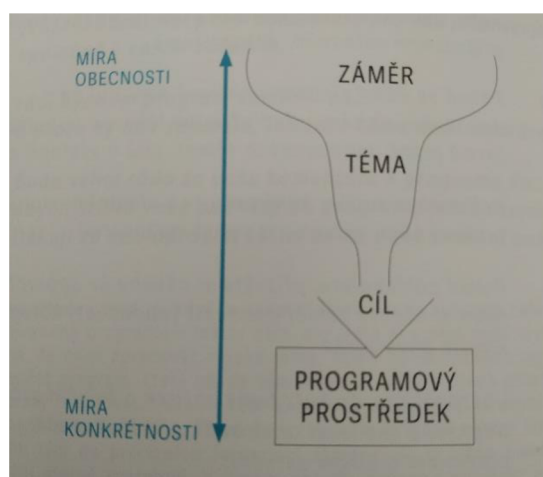 MÍRA
OBECNOSTI
ZÁMĚR
TÉMA
CÍL
PROGRAMOVÝ
PROSTŘEDEK
MÍRA
KONKRÉTNOSTI